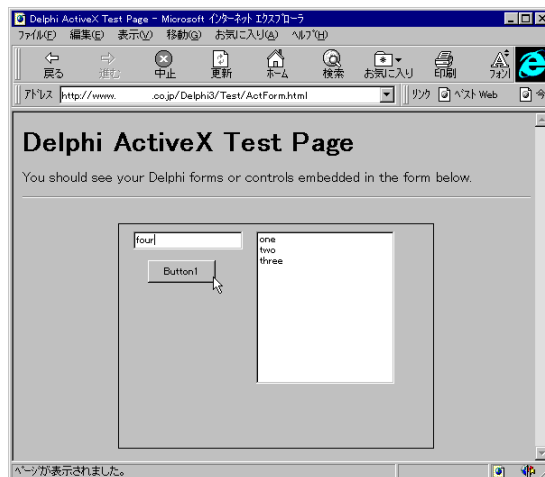 Delphi ActiveX Test Page - Microsoft インターネット エクスプローラ
ファイル(F) 編集(E) 表示(V) 移動(G) お気に入り(A) ヘルプ(H)
戻る 進む 中止 更新 ホーム 検索 お気に入り 印刷 フォン
アドレス http://www. .co.jp/Delphi3/Test/ActForm.html リンク ベスト Web 今
Delphi ActiveX Test Page
You should see your Delphi forms or controls embedded in the form below.
four
Button1
one
two
three
ページが表示されました。